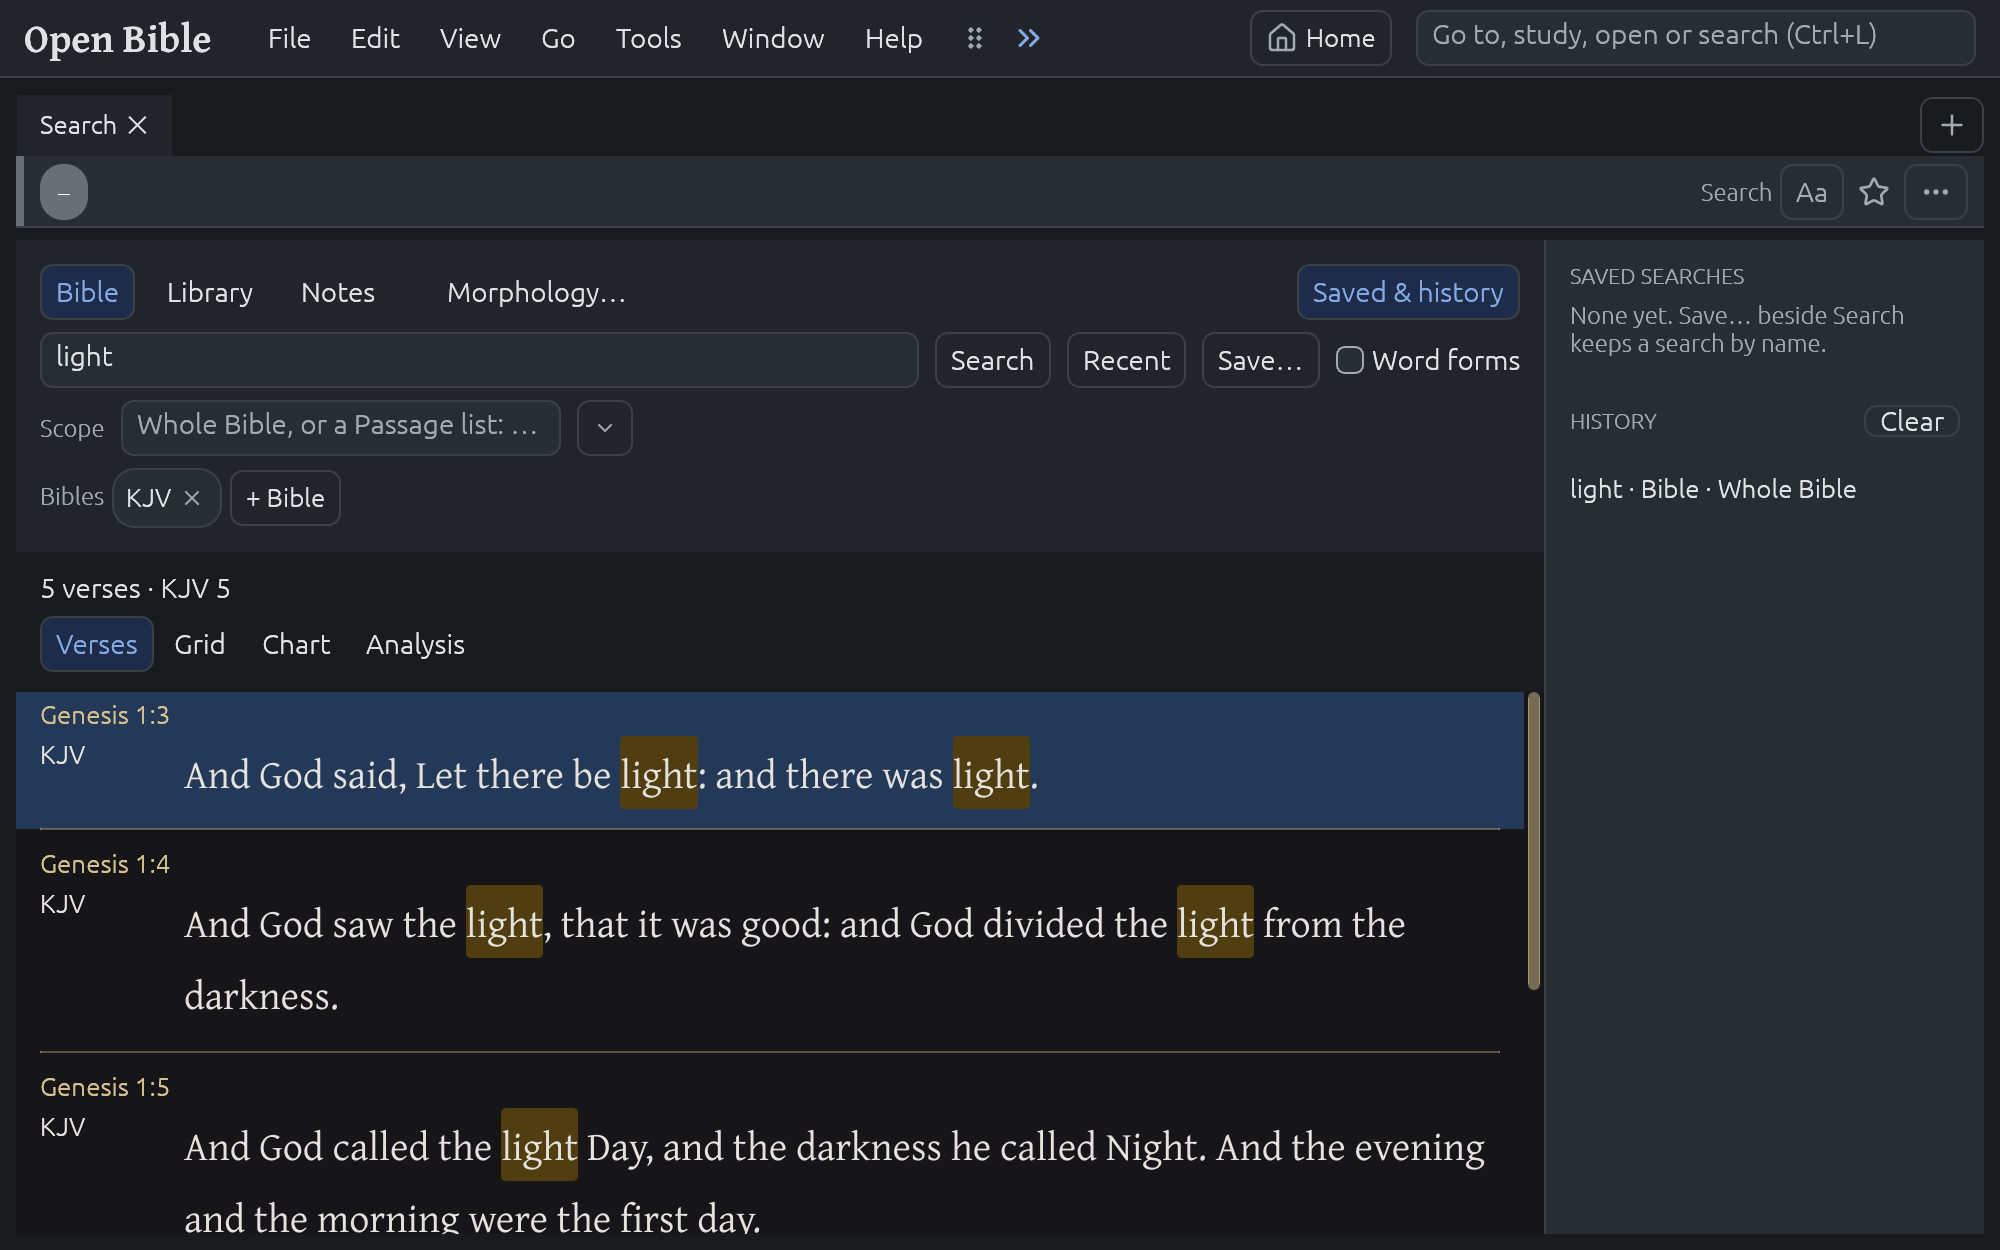 Open Bible File Edit View Go Tools Window Help Home Go to, study, open or search (Ctrl+L)
Search
– Search Aa
Bible Library Notes Morphology… Saved & history
light Search Recent Save… Word forms
Scope Whole Bible, or a Passage list: …
Bibles KJV + Bible
5 verses · KJV 5
Verses Grid Chart Analysis
Genesis 1:3
KJV
And God said, Let there be light: and there was light.
Genesis 1:4
KJV
And God saw the light, that it was good: and God divided the light from the
darkness.
Genesis 1:5
KJV
And God called the light Day, and the darkness he called Night. And the evening
and the morning were the first day.
SAVED SEARCHES
None yet. Save… beside Search
keeps a search by name.
HISTORY Clear
light · Bible · Whole Bible